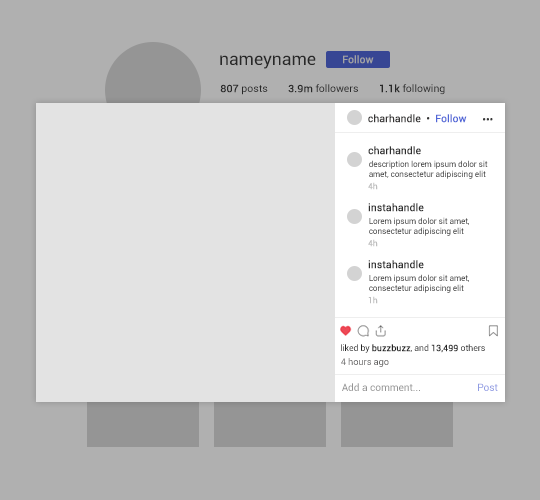 nameyname Follow
807 posts 3.9m followers 1.1k following
charhandle • Follow •••
charhandle
description lorem ipsum dolor sit
amet, consectetur adipiscing elit
4h
instahandle
Lorem ipsum dolor sit amet,
consectetur adipiscing elit
4h
instahandle
Lorem ipsum dolor sit amet,
consectetur adipiscing elit
1h
liked by buzzbuzz, and 13,499 others
4 hours ago
Add a comment... Post